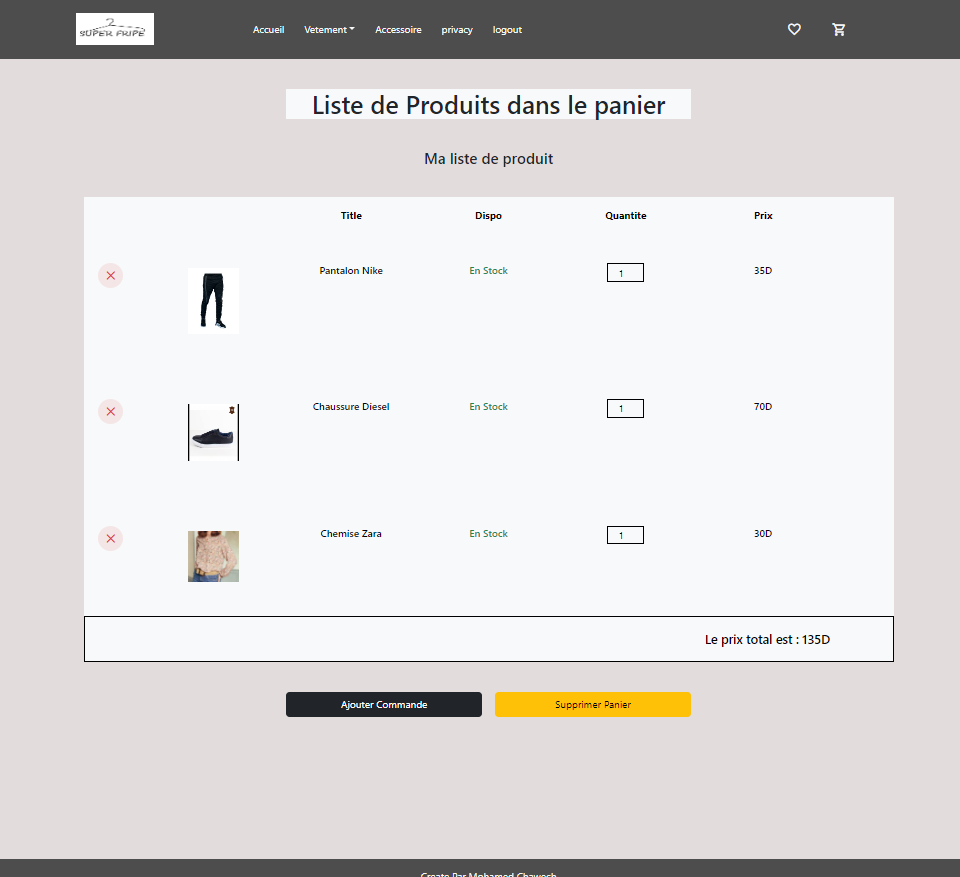 SUPER FRIPE
Accueil Vetement Accessoire privacy logout
Liste de Produits dans le panier
Ma liste de produit
Title Dispo Quantite Prix
Pantalon Nike En Stock 1 35D
Chaussure Diesel En Stock 1 70D
Chemise Zara En Stock 1 30D
Le prix total est : 135D
Ajouter Commande Supprimer Panier
Create Par Mohamed Chawech